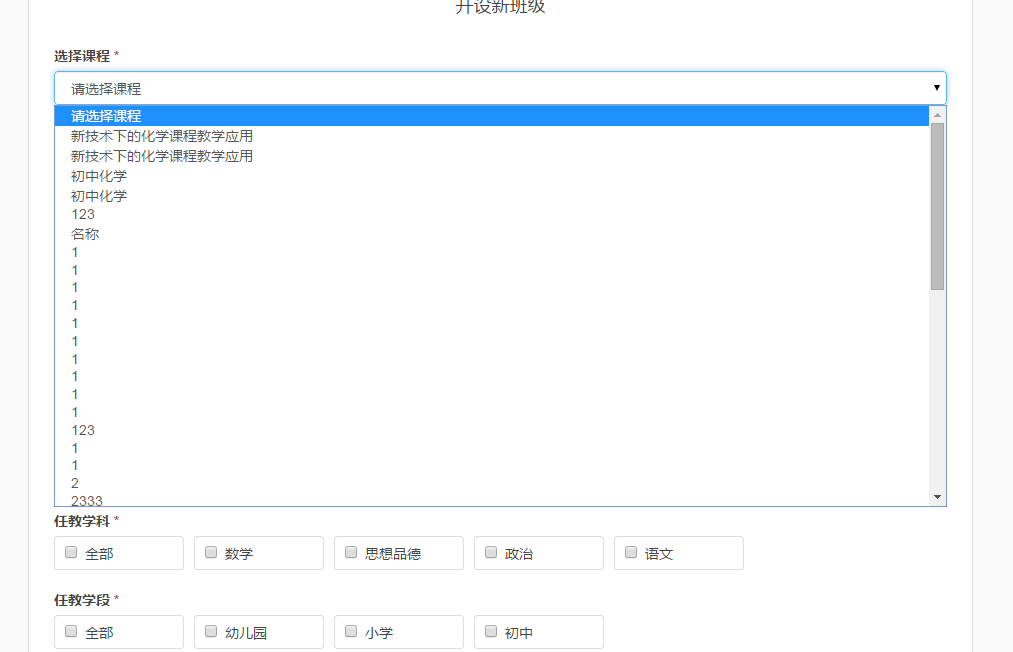 开设新班级
选择课程 *
请选择课程
请选择课程
新技术下的化学课程教学应用
新技术下的化学课程教学应用
初中化学
初中化学
123
名称
1
1
1
1
1
1
1
1
1
1
123
1
1
2
2333
任教学科 *
全部 数学 思想品德 政治 语文
任教学段 *
全部 幼儿园 小学 初中